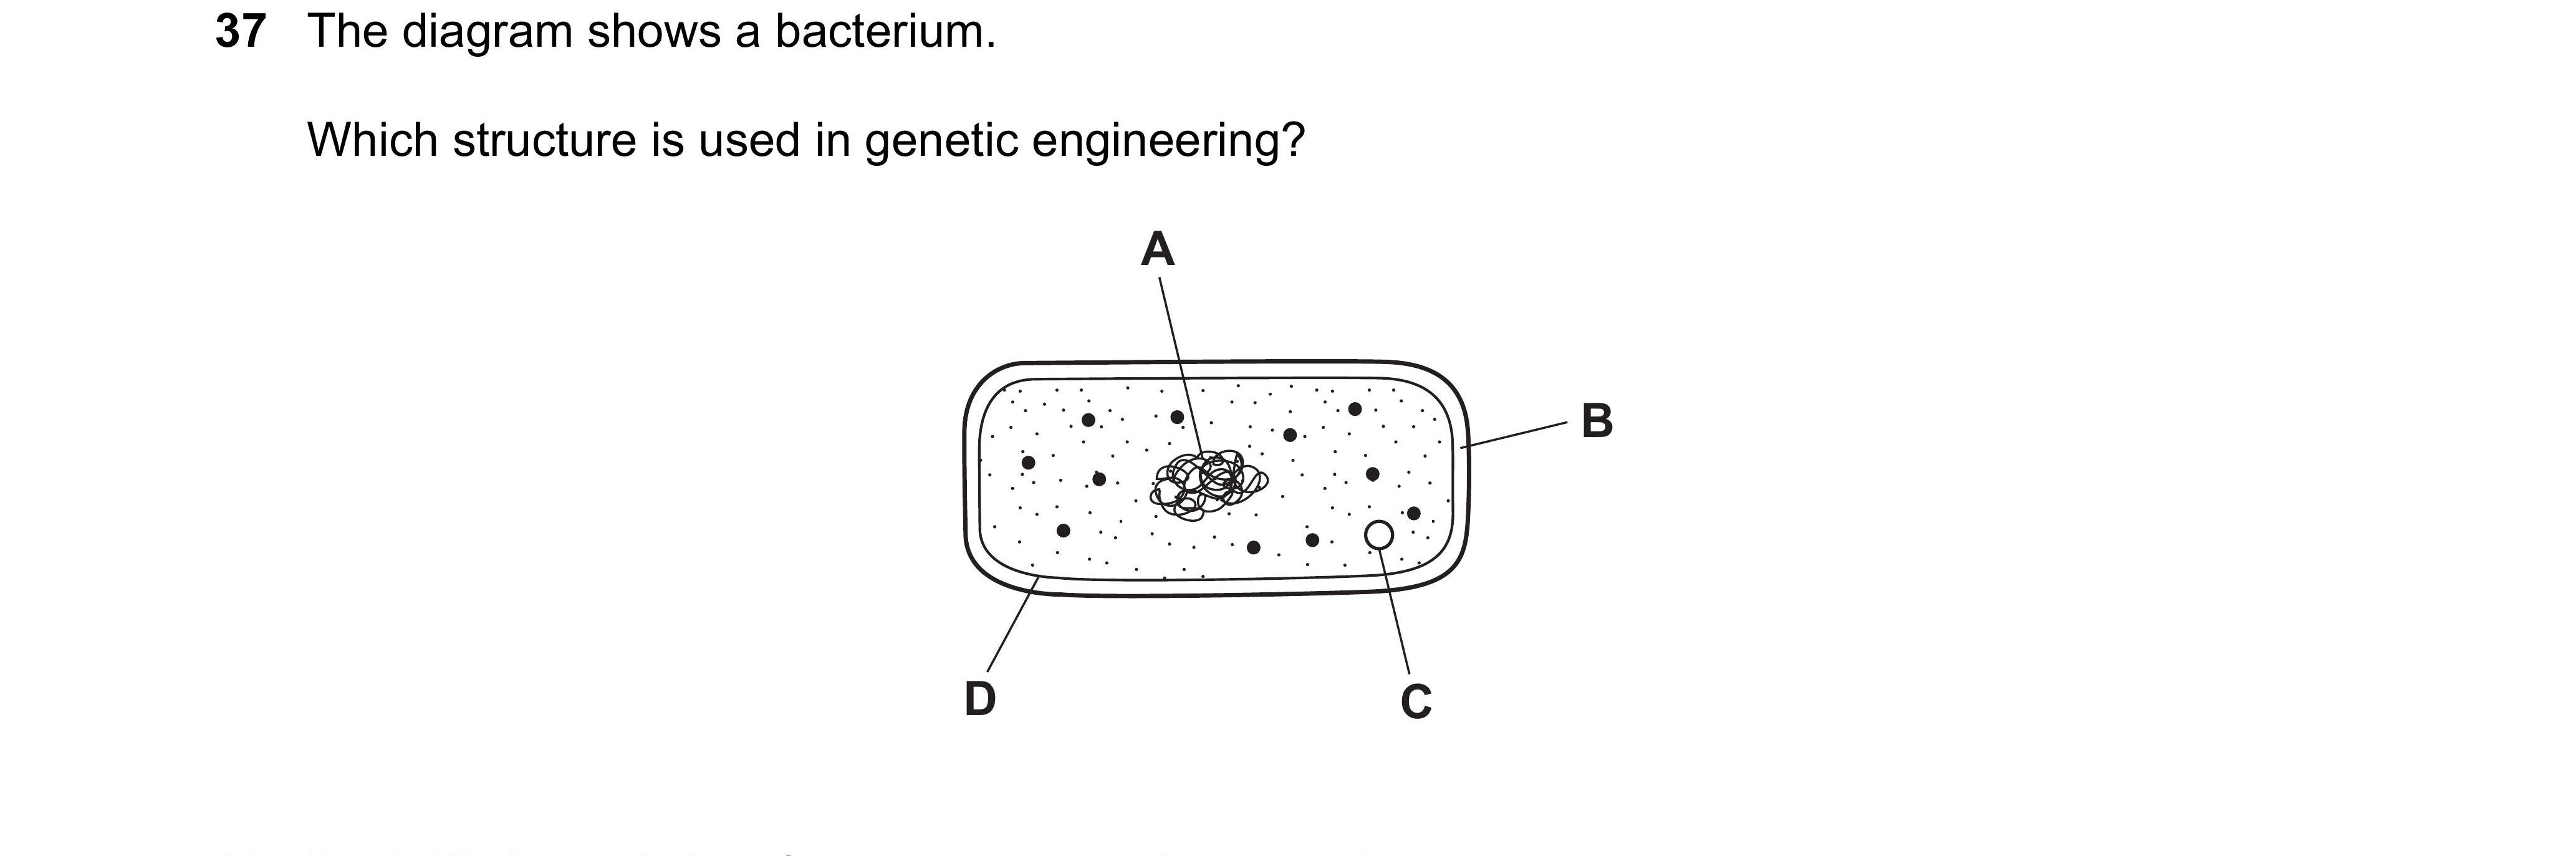 37 The diagram shows a bacterium.
Which structure is used in genetic engineering?
A
B
D
C